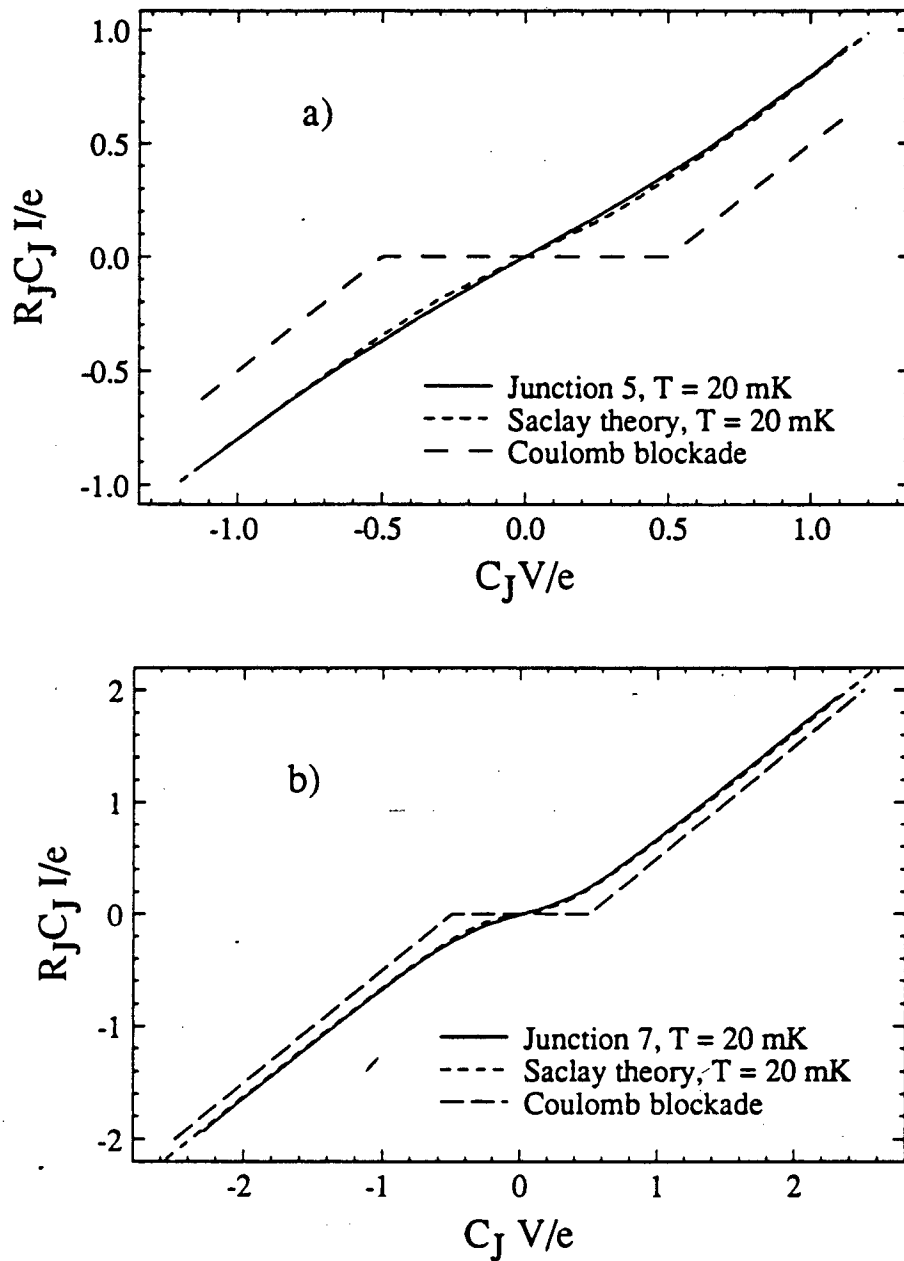 1.0
a)
0.5
R_J C_J I/e
0.0
-0.5
-1.0
Junction 5, T = 20 mK
Saclay theory, T = 20 mK
Coulomb blockade
-1.0 -0.5 0.0 0.5 1.0
C_J V/e
2
b)
1
R_J C_J I/e
0
-1
-2
Junction 7, T = 20 mK
Saclay theory, T = 20 mK
Coulomb blockade
-2 -1 0 1 2
C_J V/e